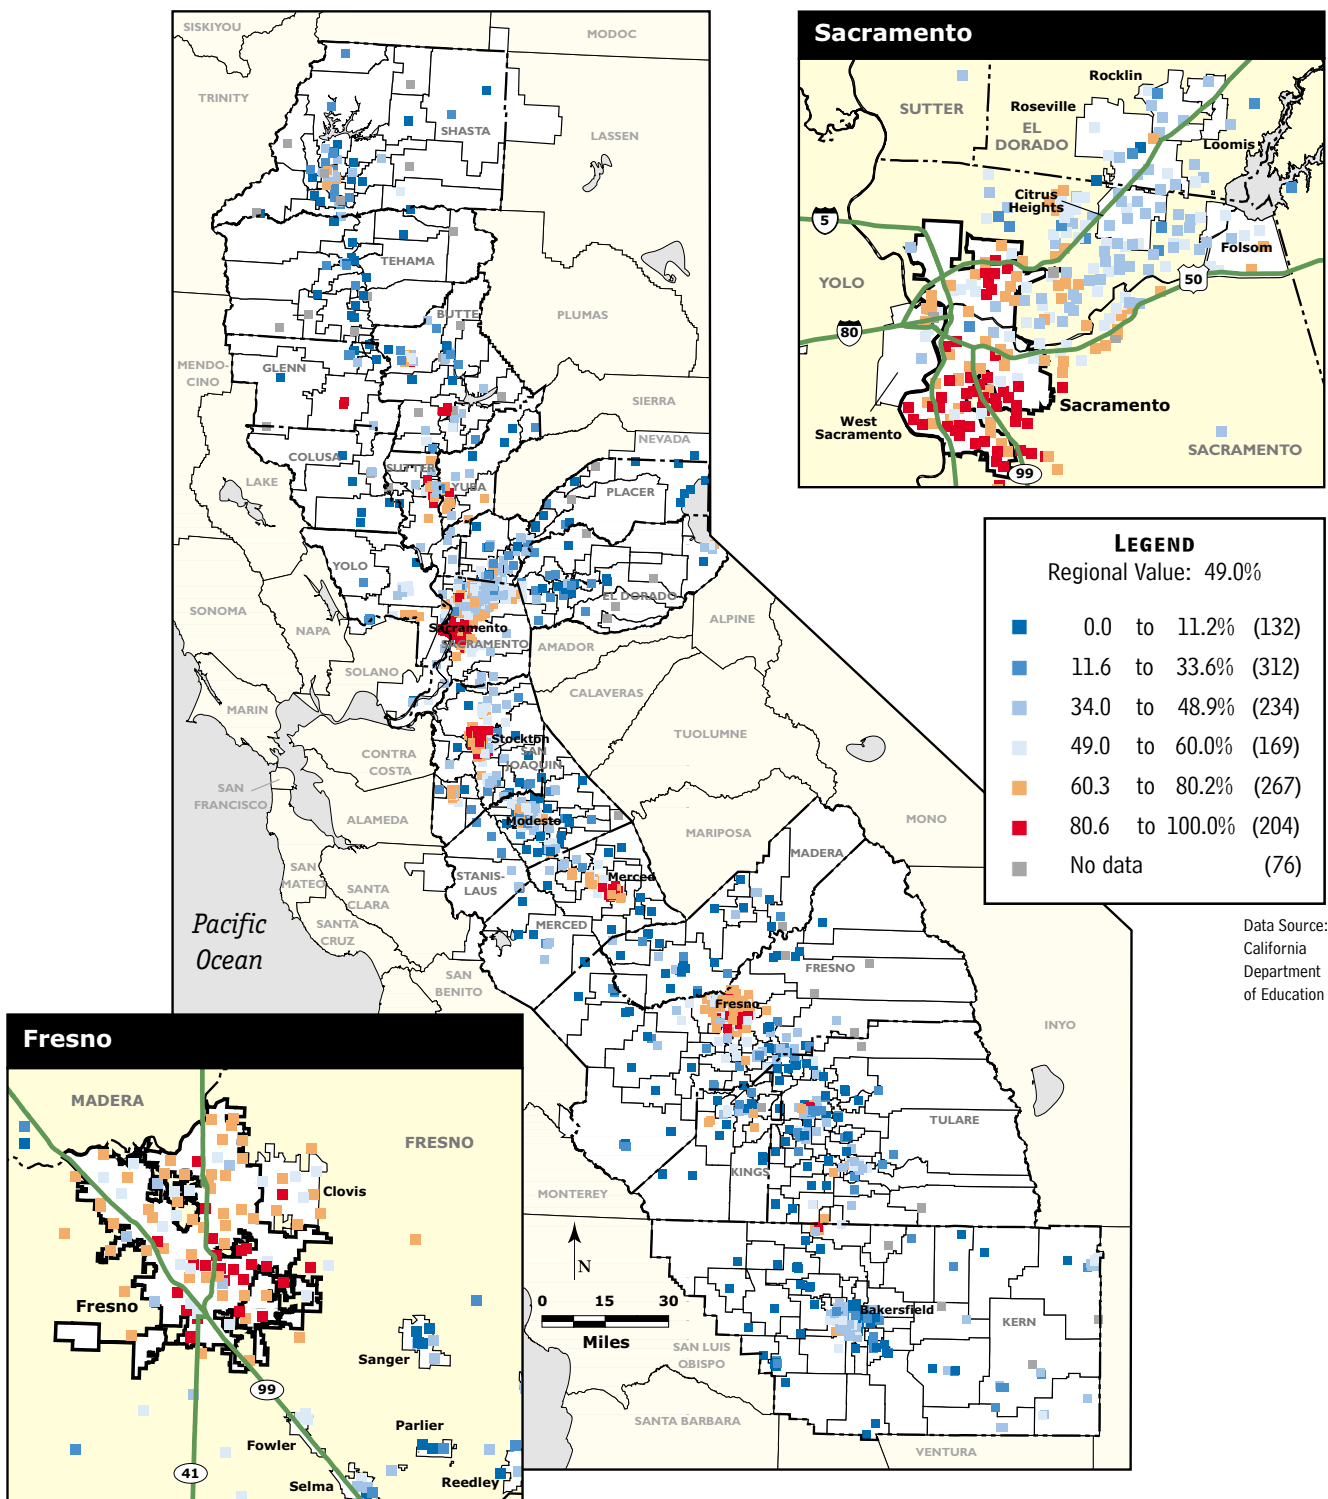 SISKIYOU
MODOC
TRINITY
SHASTA
LASSEN
TEHAMA
BUTTE
PLUMAS
MENDO-
CINO
GLENN
SIERRA
NEVADA
COLUSA
LAKE
SUTTER
YUBA
PLACER
YOLO
EL DORADO
SONOMA
NAPA
Sacramento
SACRAMENTO
ALPINE
AMADOR
SOLANO
CALAVERAS
MARIN
TUOLUMNE
Stockton
SAN
JOAQUIN
CONTRA
COSTA
SAN
FRANCISCO
ALAMEDA
Modesto
MARIPOSA
MONO
MADERA
SAN
MATEO
SANTA
CLARA
STANIS-
LAUS
Merced
SANTA
CRUZ
MERCED
Pacific
Ocean
SAN
BENITO
FRESNO
Fresno
INYO
TULARE
KINGS
MONTEREY
N
0 15 30
Miles
Bakersfield
KERN
SAN LUIS
OBISPO
SANTA BARBARA
VENTURA
Sacramento
Rocklin
SUTTER
Roseville
EL
DORADO
Loomis
Citrus
Heights
5
Folsom
YOLO
50
80
West
Sacramento
Sacramento
SACRAMENTO
99
LEGEND
Regional Value: 49.0%
0.0 to 11.2% (132)
11.6 to 33.6% (312)
34.0 to 48.9% (234)
49.0 to 60.0% (169)
60.3 to 80.2% (267)
80.6 to 100.0% (204)
No data (76)
Data Source:
California
Department
of Education
Fresno
MADERA
FRESNO
Clovis
Fresno
Sanger
99
Parlier
Fowler
41
Selma
Reedley